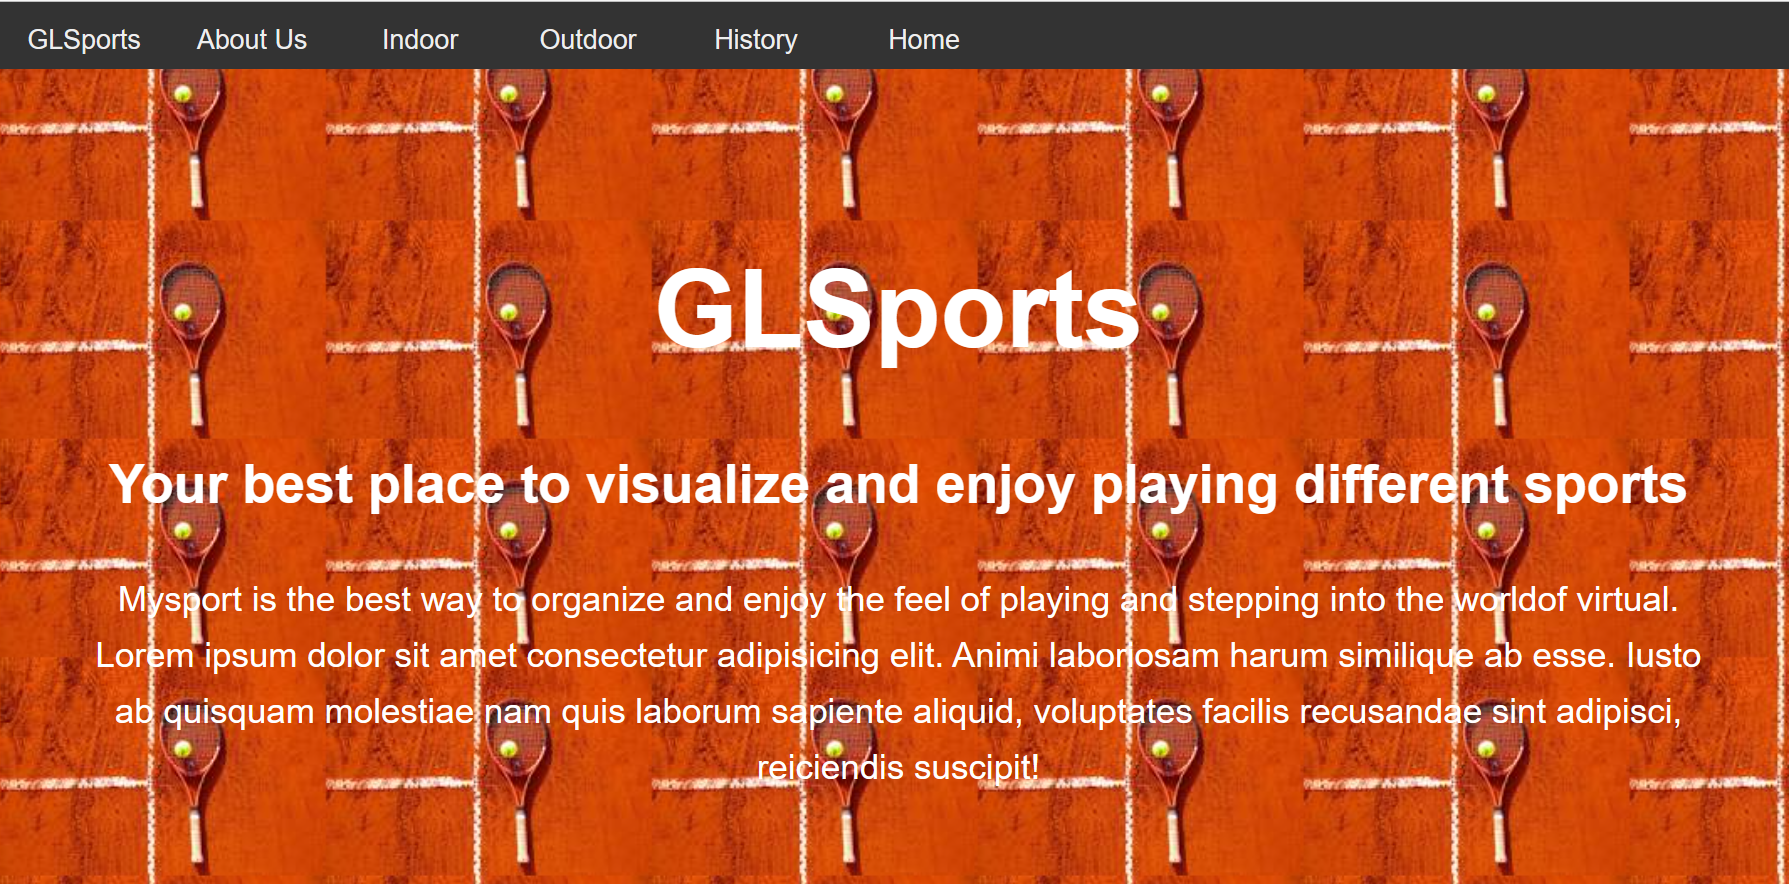 GLSports About Us Indoor Outdoor History Home
GLSports
Your best place to visualize and enjoy playing different sports
Mysport is the best way to organize and enjoy the feel of playing and stepping into the worldof virtual.
Lorem ipsum dolor sit amet consectetur adipisicing elit. Animi laboriosam harum similique ab esse. Iusto
ab quisquam molestiae nam quis laborum sapiente aliquid, voluptates facilis recusandae sint adipisci,
reiciendis suscipit!